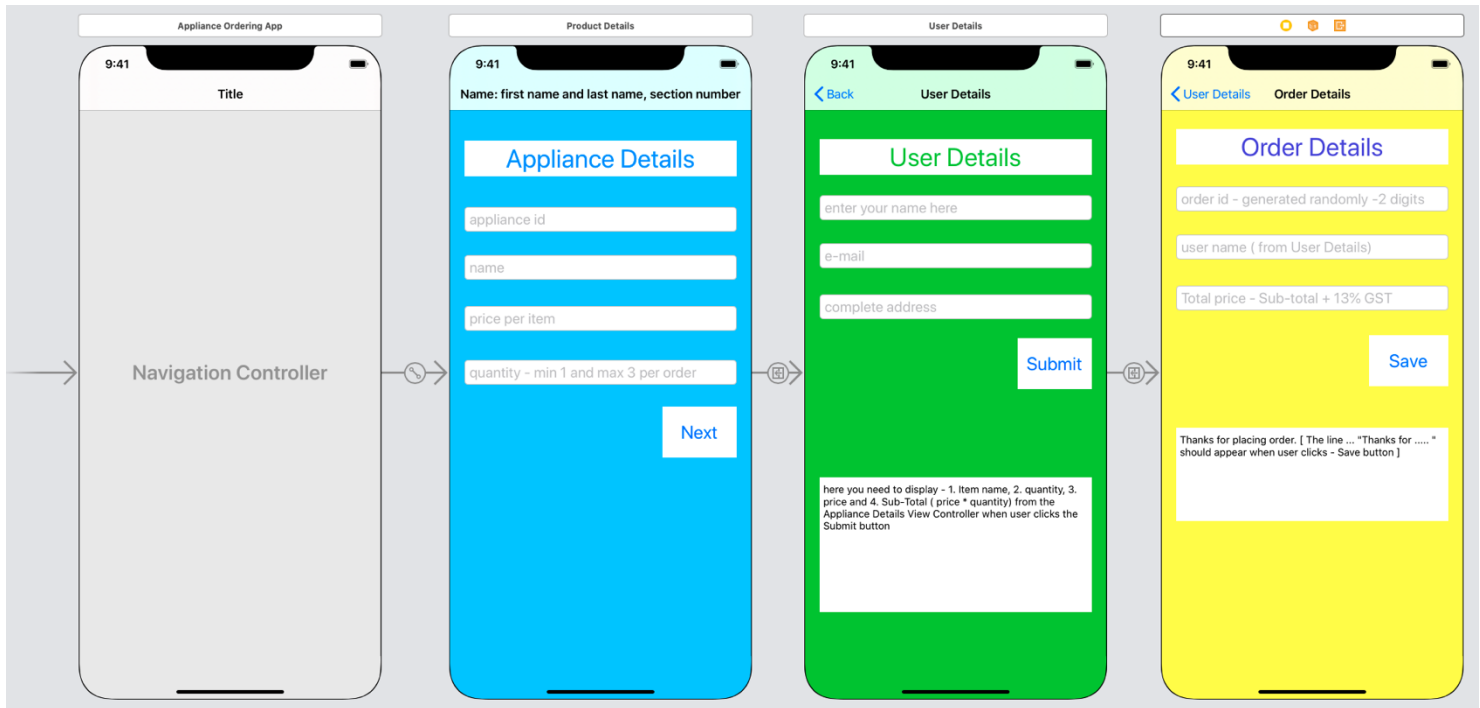 Appliance Ordering App
9:41
Title
Navigation Controller
Product Details
9:41
Name: first name and last name, section number
Appliance Details
appliance id
name
price per item
quantity - min 1 and max 3 per order
Next
User Details
9:41
Back
User Details
User Details
enter your name here
e-mail
complete address
Submit
here you need to display - 1. Item name, 2. quantity, 3.
price and 4. Sub-Total ( price * quantity) from the
Appliance Details View Controller when user clicks the
Submit button
9:41
User Details
Order Details
Order Details
order id - generated randomly -2 digits
user name ( from User Details)
Total price - Sub-total + 13% GST
Save
Thanks for placing order. [ The line ... "Thanks for ..... "
should appear when user clicks - Save button ]